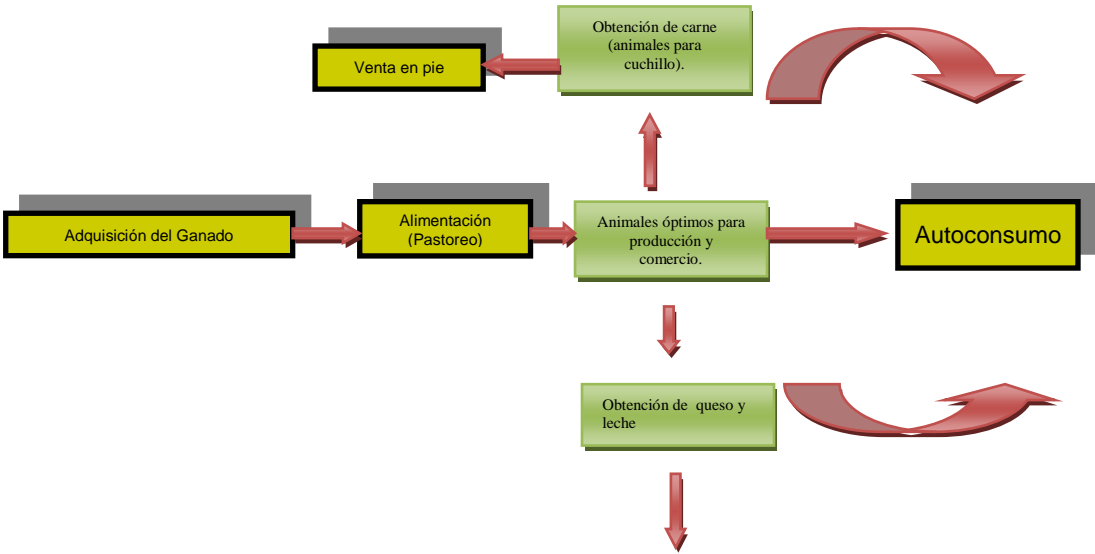 Obtención de carne
(animales para
cuchillo).
Venta en pie
Adquisición del Ganado
Alimentación
(Pastoreo)
Animales óptimos para
producción y
comercio.
Autoconsumo
Obtención de queso y
leche